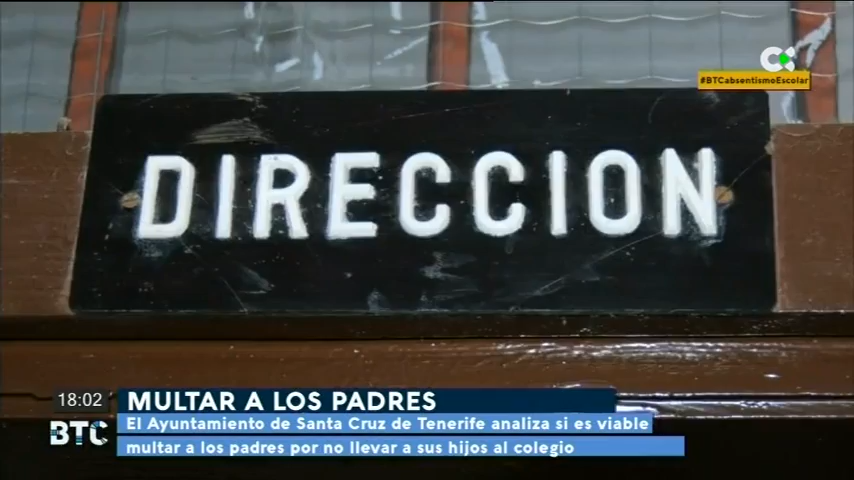 #BTCabsentismoEscolar
DIRECCION
18:02
MULTAR A LOS PADRES
El Ayuntamiento de Santa Cruz de Tenerife analiza si es viable
BTC
multar a los padres por no llevar a sus hijos al colegio